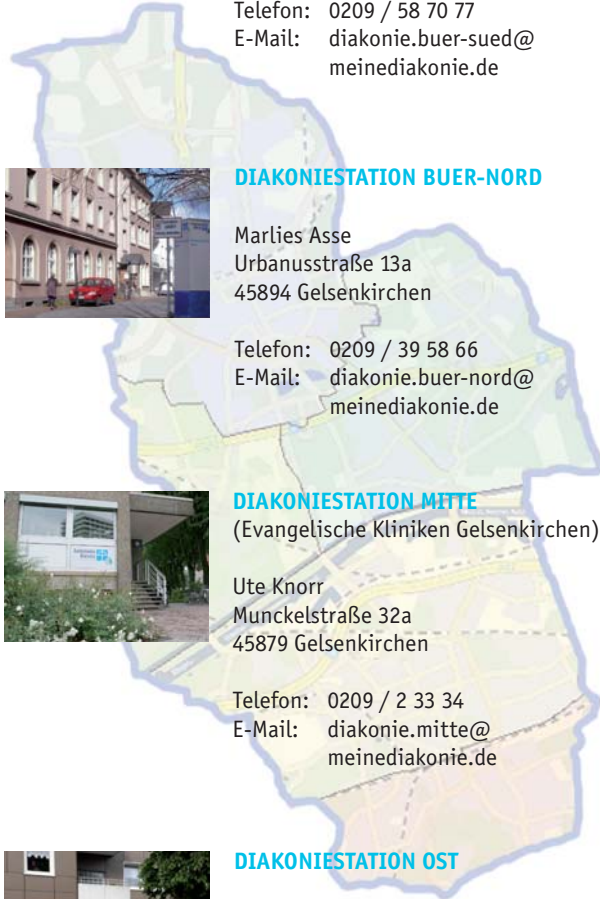 Telefon: 0209 / 58 70 77
E-Mail: diakonie.buer-sued@
meinediakonie.de
DIAKONIESTATION BUER-NORD
Marlies Asse
Urbanusstraße 13a
45894 Gelsenkirchen
Telefon: 0209 / 39 58 66
E-Mail: diakonie.buer-nord@
meinediakonie.de
DIAKONIESTATION MITTE
(Evangelische Kliniken Gelsenkirchen)
Ute Knorr
Munckelstraße 32a
45879 Gelsenkirchen
Telefon: 0209 / 2 33 34
E-Mail: diakonie.mitte@
meinediakonie.de
DIAKONIESTATION OST